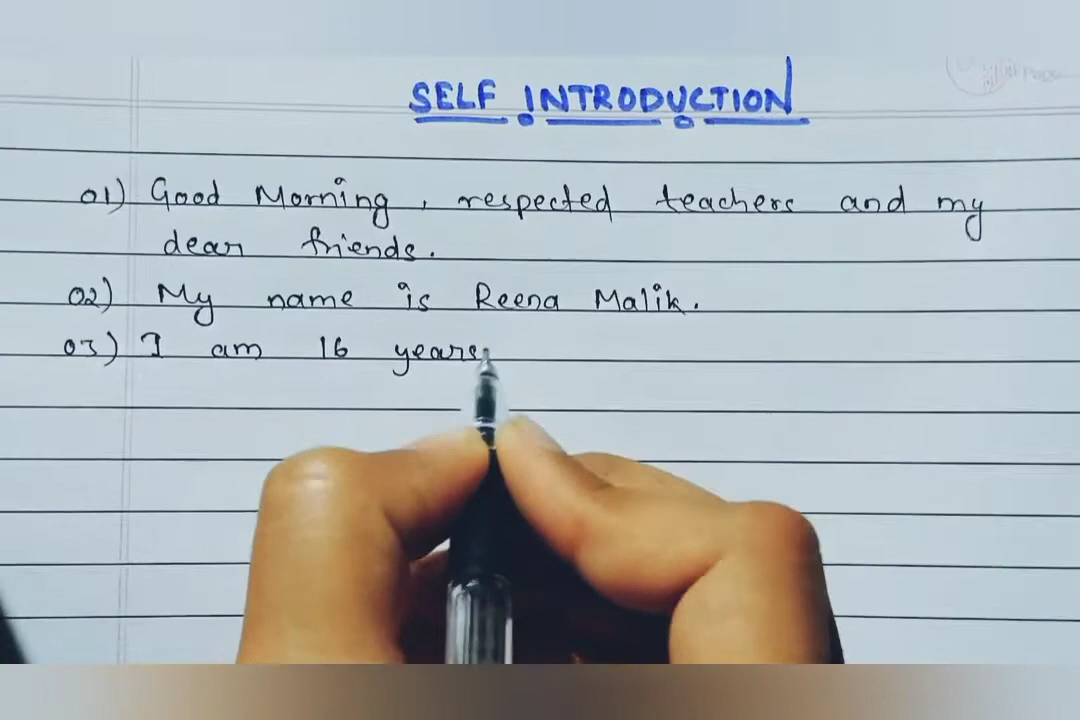 SELF INTRODUCTION
01) Good Morning, respected teachers and my
dear friends.
02) My name is Reena Malik.
03) I am 16 years